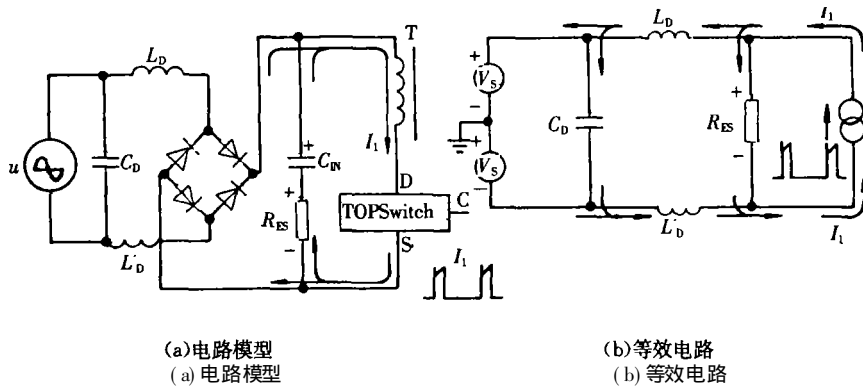 T
L_D
I_1
L_D
+
V_S
-
+
V_S
-
C_D
u
C_D
I_1
+
C_IN
+
R_ES
-
D
TOPSwitch
C
S
L'_D
I_1
+
R_ES
-
L'_D
I_1
(a)电路模型
(a)电路模型
(b)等效电路
(b)等效电路